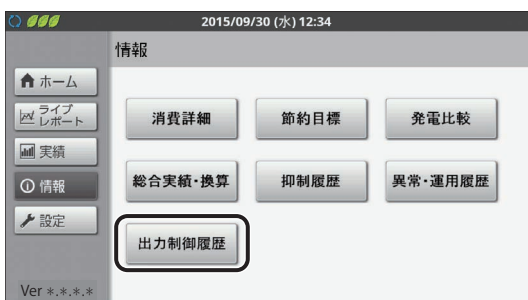 2015/09/30 (水) 12:34
情報
ホーム
ライブ
レポート
実績
情報
設定
消費詳細
節約目標
発電比較
総合実績・換算
抑制履歴
異常・運用履歴
出力制御履歴
Ver *.*.*.*